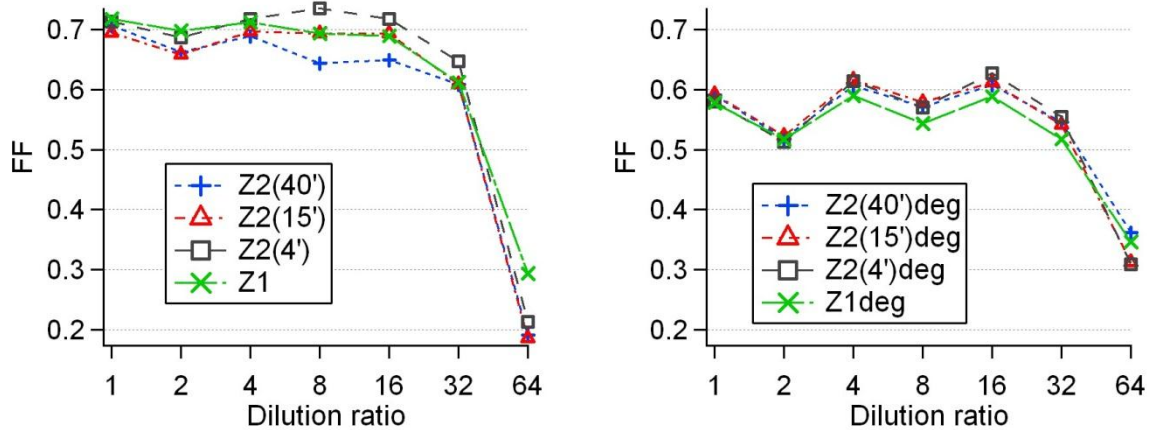 0.7
0.6
0.5
0.4
0.3
0.2
FF
Z2(40')
Z2(15')
Z2(4')
Z1
1 2 4 8 16 32 64
Dilution ratio
0.7
0.6
0.5
0.4
0.3
0.2
FF
Z2(40')deg
Z2(15')deg
Z2(4')deg
Z1deg
1 2 4 8 16 32 64
Dilution ratio